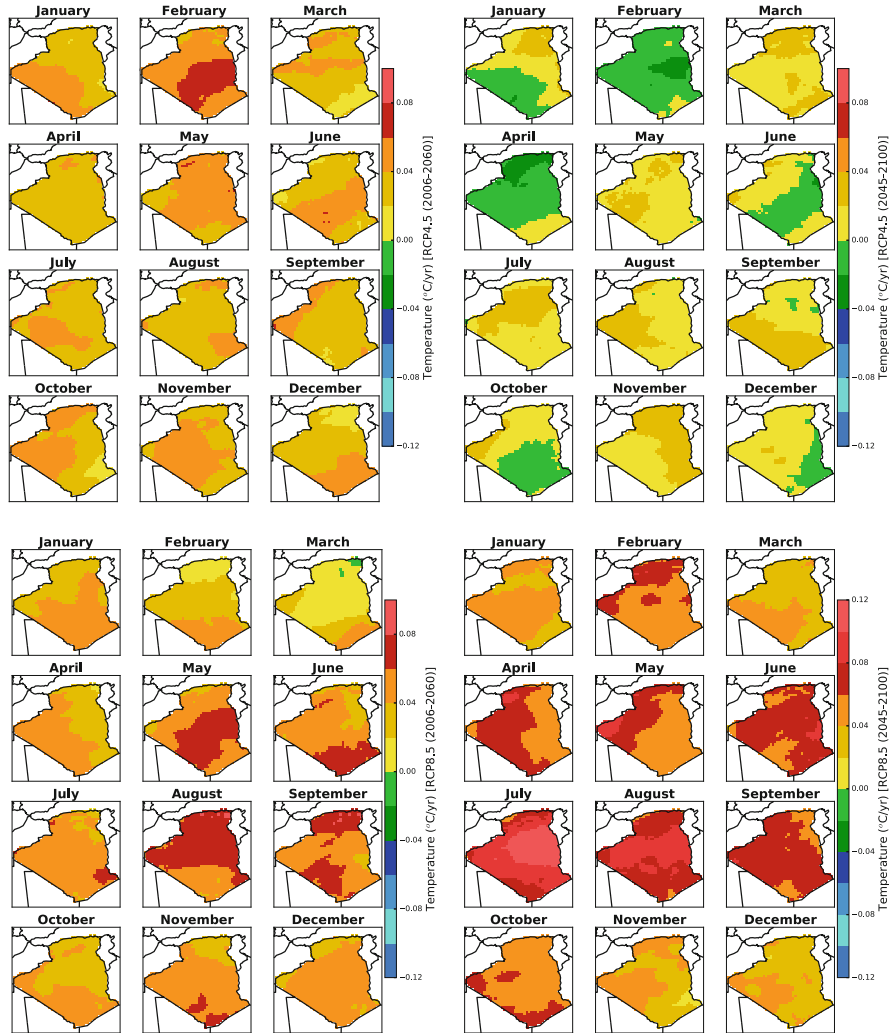 January February March
April May June
July August September
October November December
0.08
0.04
0.00
−0.04
−0.08
−0.12
Temperature (°C/yr) [RCP4.5 (2006–2060)]
January February March
April May June
July August September
October November December
0.08
0.04
0.00
−0.04
−0.08
−0.12
Temperature (°C/yr) [RCP4.5 (2045–2100)]
January February March
April May June
July August September
October November December
0.08
0.04
0.00
−0.04
−0.08
−0.12
Temperature (°C/yr) [RCP8.5 (2006–2060)]
January February March
April May June
July August September
October November December
0.12
0.08
0.04
0.00
−0.04
−0.08
−0.12
Temperature (°C/yr) [RCP8.5 (2045–2100)]